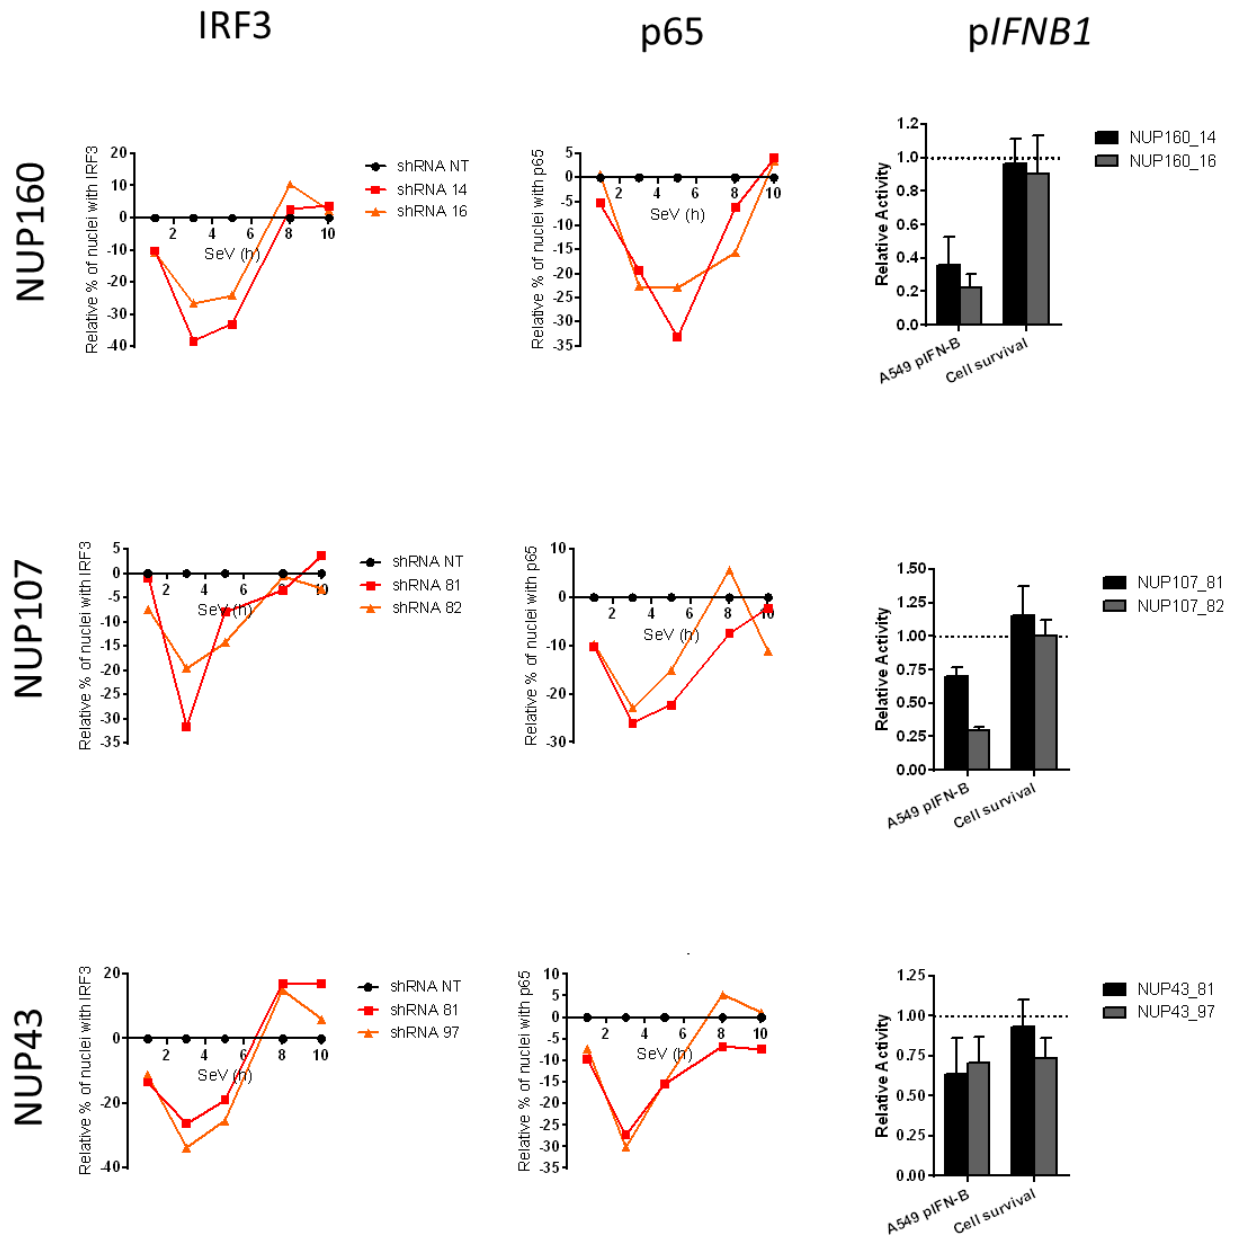 IRF3
p65
pIFNB1
NUP160
Relative % of nuclei with IRF3
20
10
0
-10
-20
-30
-40
2 4 6 8 10
SeV (h)
shRNA NT
shRNA 14
shRNA 16
Relative % of nuclei with p65
5
0
-5
-10
-15
-20
-25
-30
-35
2 4 6 8 10
SeV (h)
Relative Activity
1.2
1.0
0.8
0.6
0.4
0.2
0.0
A549 pIFN-B
Cell survival
NUP160_14
NUP160_16
NUP107
Relative % of nuclei with IRF3
5
0
-5
-10
-15
-20
-25
-30
-35
2 4 6 8 10
SeV (h)
shRNA NT
shRNA 81
shRNA 82
Relative % of nuclei with p65
10
0
-10
-20
-30
2 4 6 8 10
SeV (h)
Relative Activity
1.50
1.25
1.00
0.75
0.50
0.25
0.00
A549 pIFN-B
Cell survival
NUP107_81
NUP107_82
NUP43
Relative % of nuclei with IRF3
20
0
-20
-40
2 4 6 8 10
SeV (h)
shRNA NT
shRNA 81
shRNA 97
Relative % of nuclei with p65
10
5
0
-5
-10
-15
-20
-25
-30
-35
2 4 6 8 10
SeV (h)
Relative Activity
1.25
1.00
0.75
0.50
0.25
0.00
A549 pIFN-B
Cell survival
NUP43_81
NUP43_97